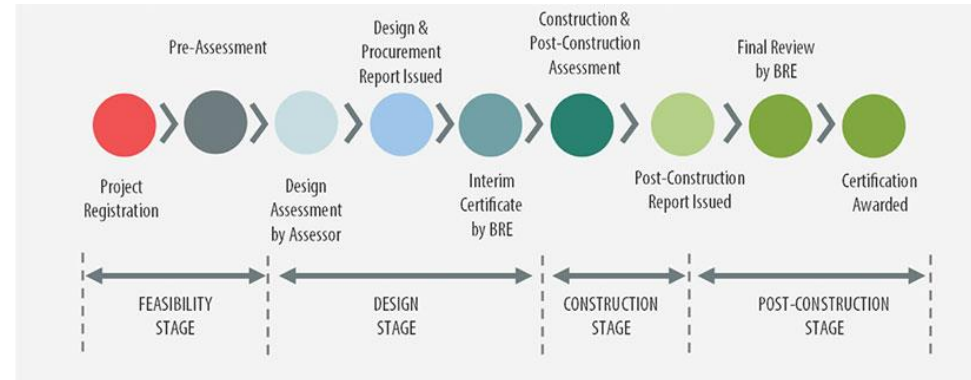 Pre-Assessment
Design &
Procurement
Report Issued
Construction &
Post-Construction
Assessment
Final Review
by BRE
Project
Registration
Design
Assessment
by Assessor
Interim
Certificate
by BRE
Post-Construction
Report Issued
Certification
Awarded
FEASIBILITY
STAGE
DESIGN
STAGE
CONSTRUCTION
STAGE
POST-CONSTRUCTION
STAGE